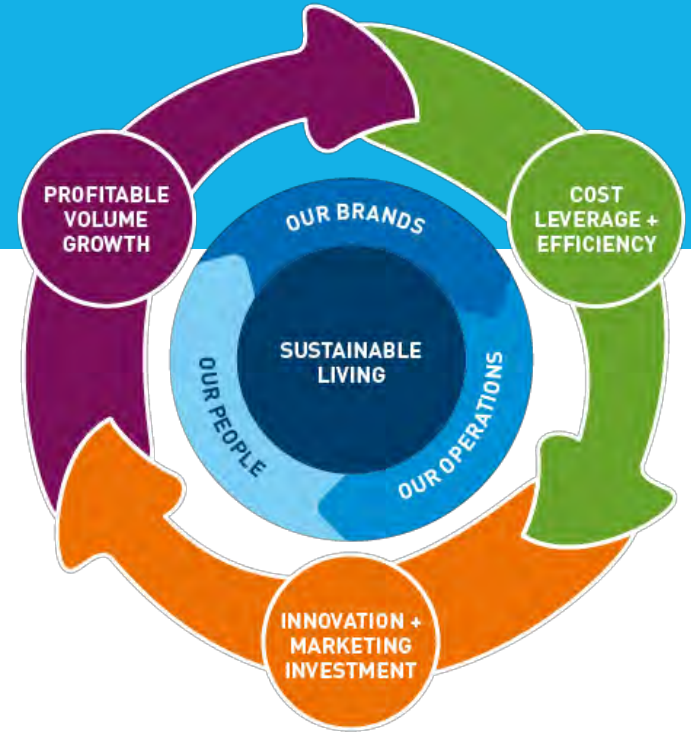 PROFITABLE
VOLUME
GROWTH
COST
LEVERAGE +
EFFICIENCY
OUR BRANDS
SUSTAINABLE
LIVING
OUR PEOPLE
OUR OPERATIONS
INNOVATION +
MARKETING
INVESTMENT